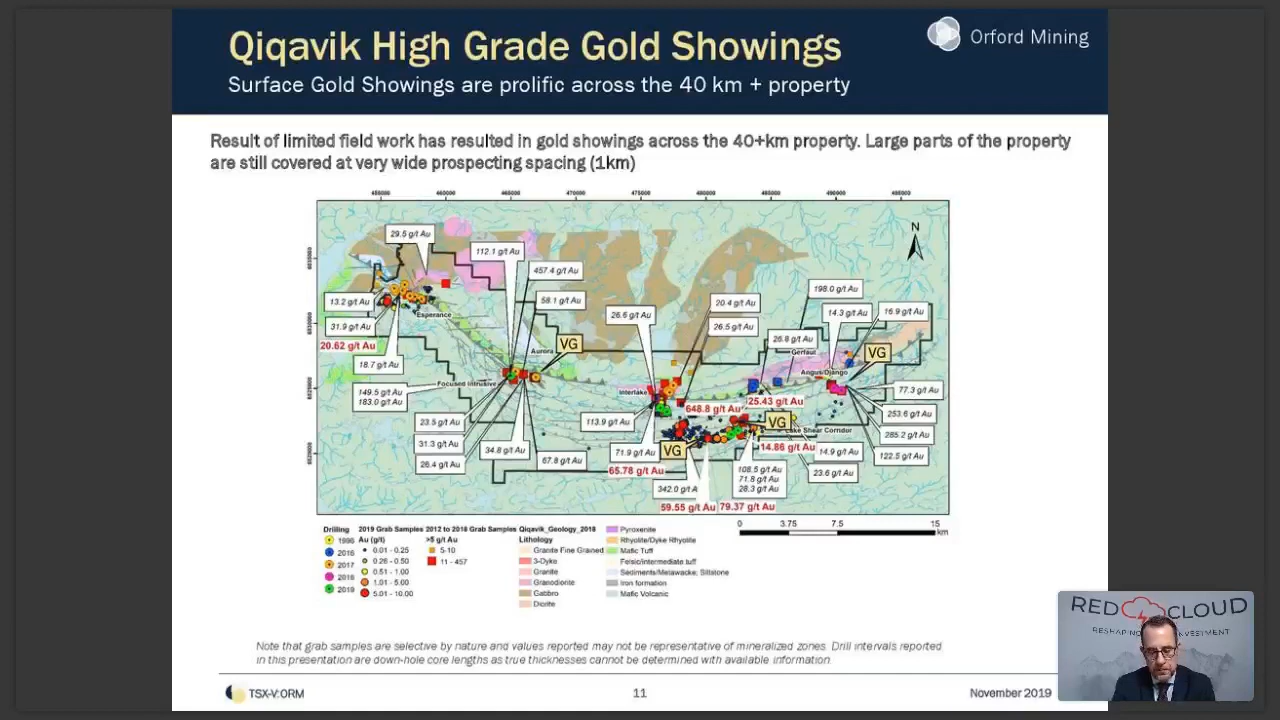 Qiqavik High Grade Gold Showings
Orford Mining
Surface Gold Showings are prolific across the 40 km + property
Result of limited field work has resulted in gold showings across the 40+km property. Large parts of the property
are still covered at very wide prospecting spacing (1km)
455000 460000 465000 470000 475000 480000 485000 490000 495000
N
29.5 g/t Au
112.1 g/t Au
457.4 g/t Au
198.0 g/t Au
13.2 g/t Au
58.1 g/t Au
20.4 g/t Au
14.3 g/t Au
16.9 g/t Au
Esperance
26.6 g/t Au
31.9 g/t Au
26.5 g/t Au
20.62 g/t Au
Aurora
VG
26.8 g/t Au
Gerfaut
VG
18.7 g/t Au
Angus/Django
Focused Intrusive
149.5 g/t Au
183.0 g/t Au
Interlake
77.3 g/t Au
25.43 g/t Au
648.8 g/t Au
253.6 g/t Au
23.5 g/t Au
113.9 g/t Au
VG
Lake Shear Corridor
285.2 g/t Au
31.3 g/t Au
34.8 g/t Au
71.9 g/t Au
VG
14.86 g/t Au
14.9 g/t Au
122.5 g/t Au
26.4 g/t Au
67.8 g/t Au
65.78 g/t Au
108.5 g/t Au
71.8 g/t Au
28.3 g/t Au
23.6 g/t Au
342.0 g/t A
59.55 g/t Au
79.37 g/t Au
0 3.75 7.5 15
km
Drilling
1996
2016
2017
2018
2019
2019 Grab Samples
Au (g/t)
0.01 - 0.25
0.26 - 0.50
0.51 - 1.00
1.01 - 5.00
5.01 - 10.00
2012 to 2018 Grab Samples
>5 g/t Au
5-10
11 - 457
Qiqavik_Geology_2018
Lithology
Granite Fine Grained
3-Dyke
Granite
Granodiorite
Gabbro
Diorite
Pyroxenite
Rhyolite/Dyke Rhyolite
Mafic Tuff
Felsic/Intermediate tuff
Sediments/Metawacke; Siltstone
Iron formation
Mafic Volcanic
Note that grab samples are selective by nature and values reported may not be representative of mineralized zones. Drill intervals reported
in this presentation are down-hole core lengths as true thicknesses cannot be determined with available information.
TSX-V:ORM
11
November 2019
RED CLOUD
RESHAPING INVESTMENT